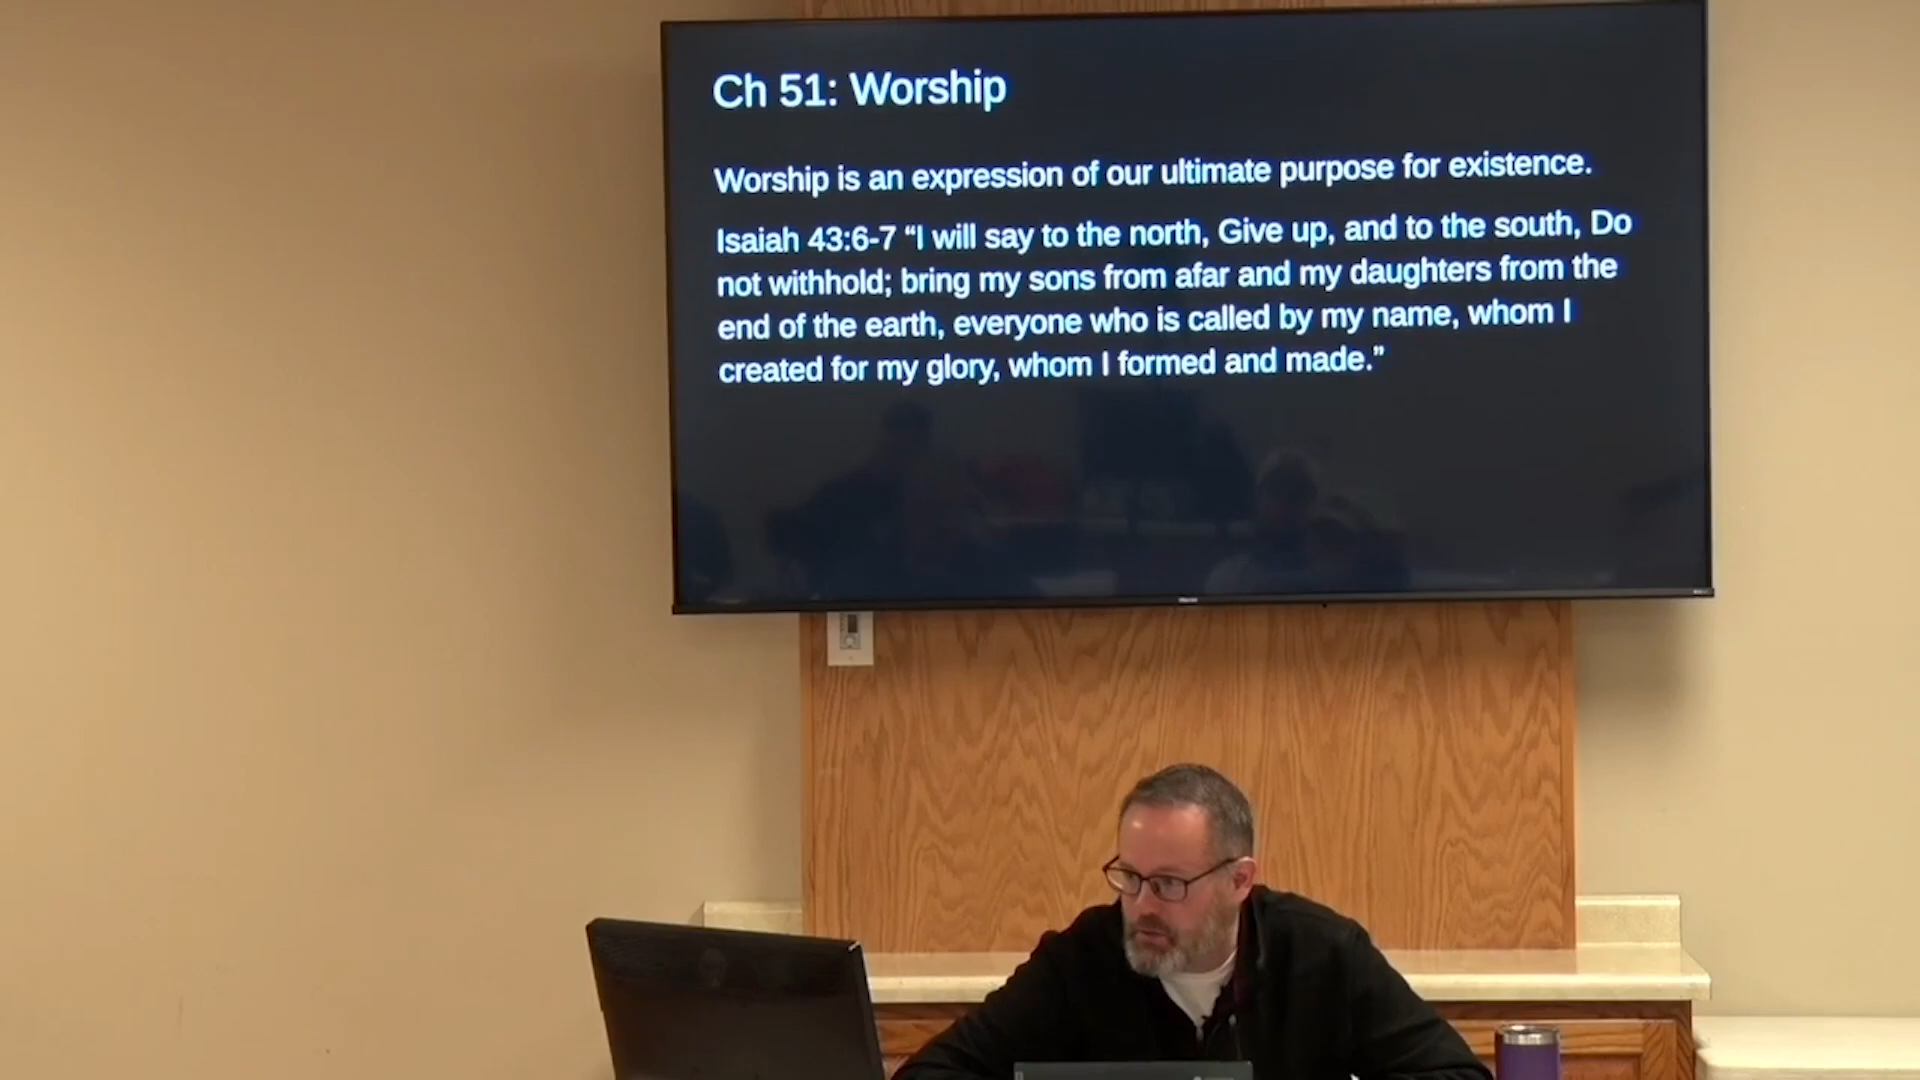 Ch 51: Worship
Worship is an expression of our ultimate purpose for existence.
Isaiah 43:6-7 “I will say to the north, Give up, and to the south, Do
not withhold; bring my sons from afar and my daughters from the
end of the earth, everyone who is called by my name, whom I
created for my glory, whom I formed and made.”